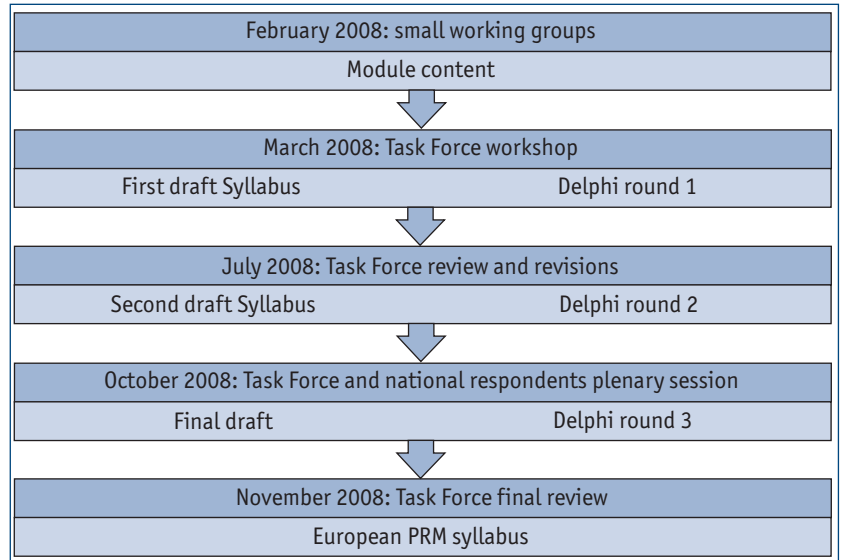 February 2008: small working groups
Module content
March 2008: Task Force workshop
First draft Syllabus Delphi round 1
July 2008: Task Force review and revisions
Second draft Syllabus Delphi round 2
October 2008: Task Force and national respondents plenary session
Final draft Delphi round 3
November 2008: Task Force final review
European PRM syllabus